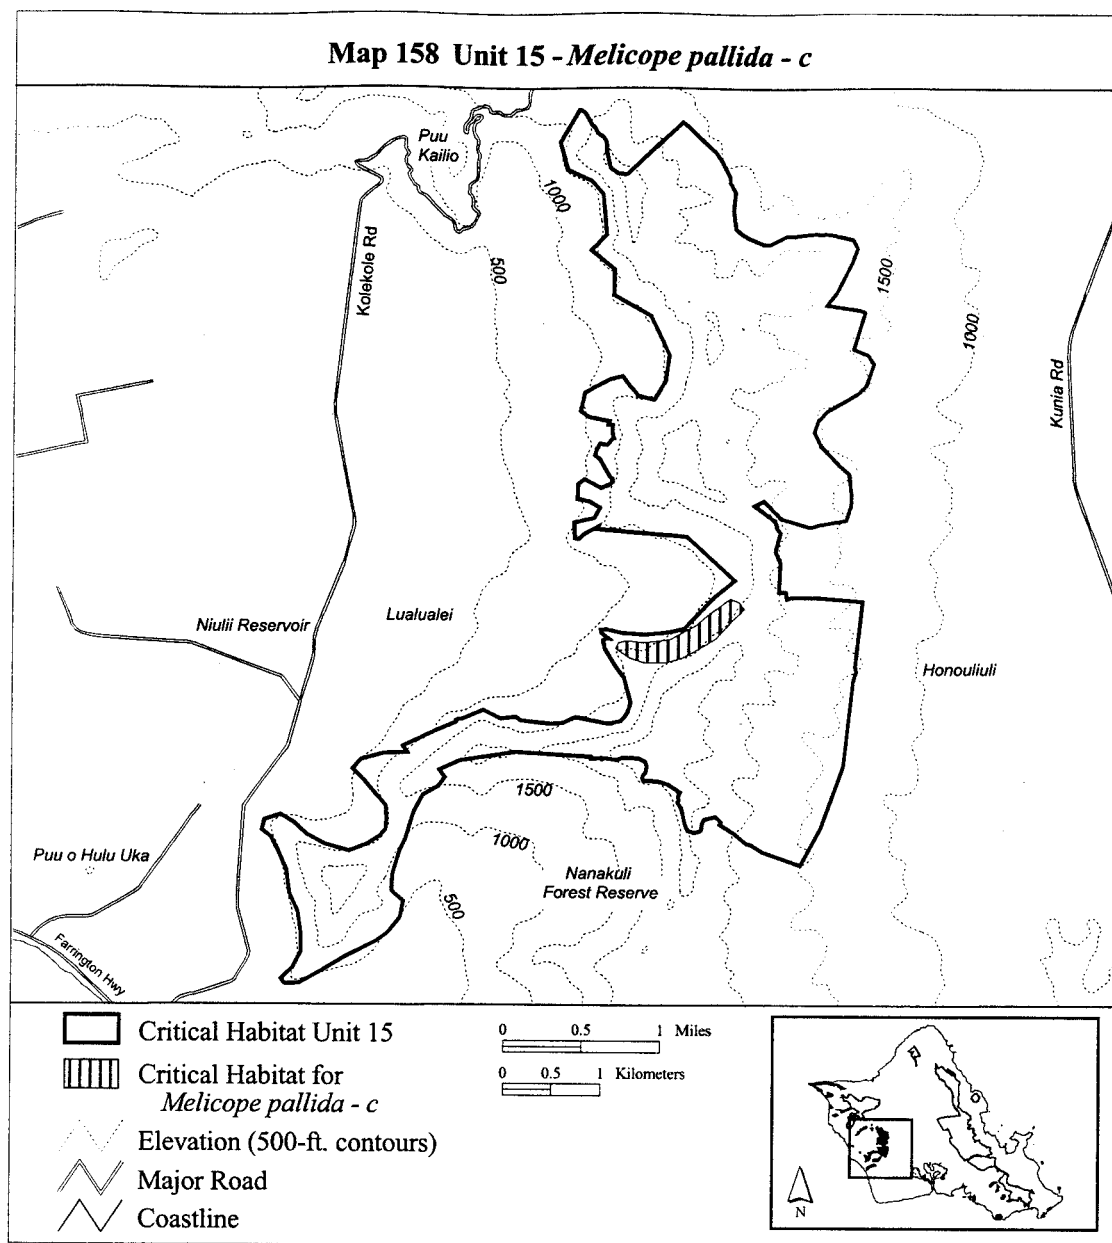 Map 158 Unit 15 - Melicope pallida - c
Puu
Kailio
1000
500
Kolekole Rd
1500
1000
Kunia Rd
Niulii Reservoir
Lualualei
Honouliuli
1500
1000
500
Puu o Hulu Uka
Nanakuli
Forest Reserve
Farrington Hwy
Critical Habitat Unit 15
Critical Habitat for
Melicope pallida - c
Elevation (500-ft. contours)
Major Road
Coastline
0 0.5 1 Miles
0 0.5 1 Kilometers
N